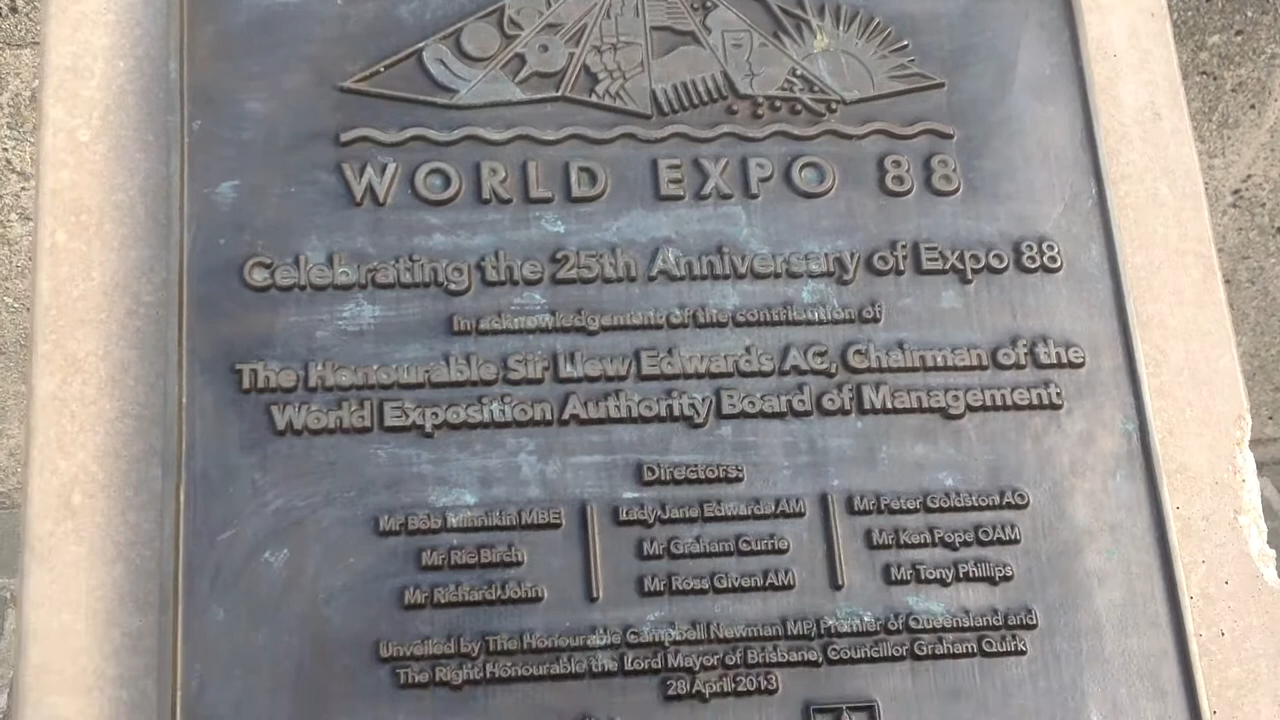 WORLD EXPO 88
Celebrating the 25th Anniversary of Expo 88
In acknowledgement of the contribution of
The Honourable Sir Llew Edwards AC, Chairman of the
World Exposition Authority Board of Management
Directors:
Mr Bob Minnikin MBE
Mr Ric Birch
Mr Richard John
Lady Jane Edwards AM
Mr Graham Currie
Mr Ross Given AM
Mr Peter Goldston AO
Mr Ken Pope OAM
Mr Tony Phillips
Unveiled by The Honourable Campbell Newman MP, Premier of Queensland and
The Right Honourable the Lord Mayor of Brisbane, Councillor Graham Quirk
28 April 2013